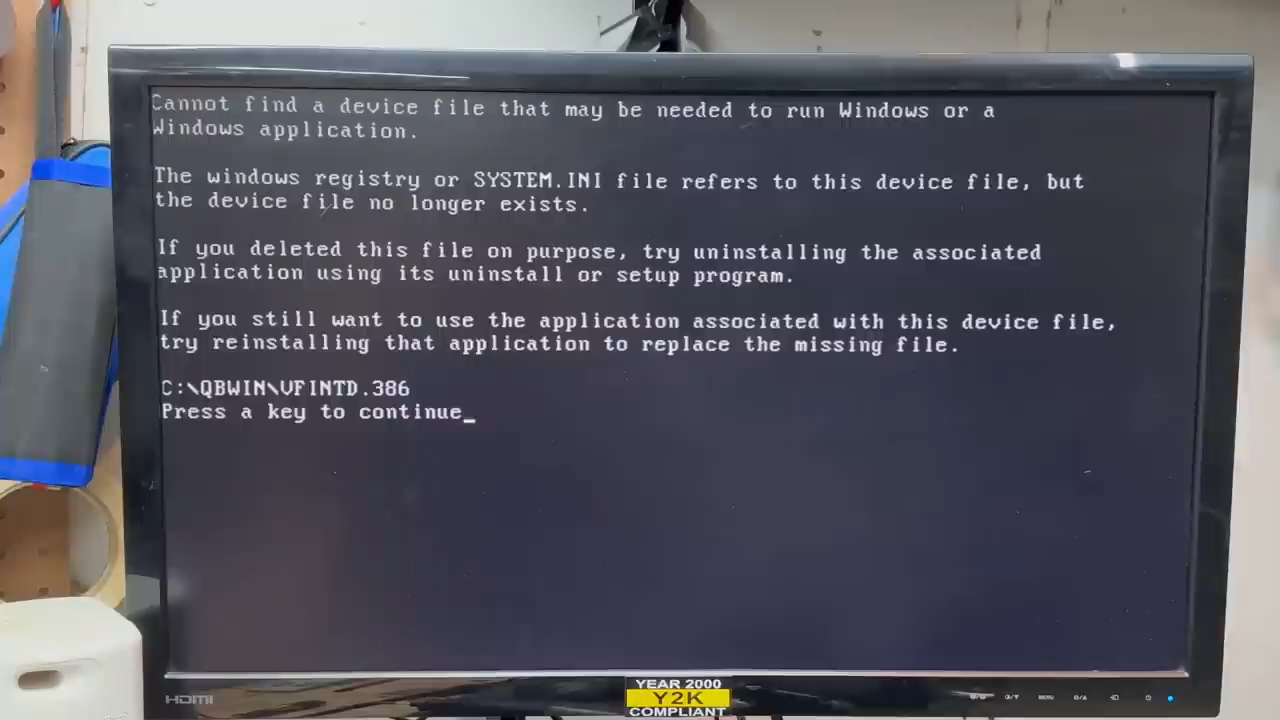 Cannot find a device file that may be needed to run Windows or a
Windows application.
The windows registry or SYSTEM.INI file refers to this device file, but
the device file no longer exists.
If you deleted this file on purpose, try uninstalling the associated
application using its uninstall or setup program.
If you still want to use the application associated with this device file,
try reinstalling that application to replace the missing file.
C:\QBWIN\VFINTD.386
Press a key to continue_
HDMI
YEAR 2000
Y2K
COMPLIANT
MENU